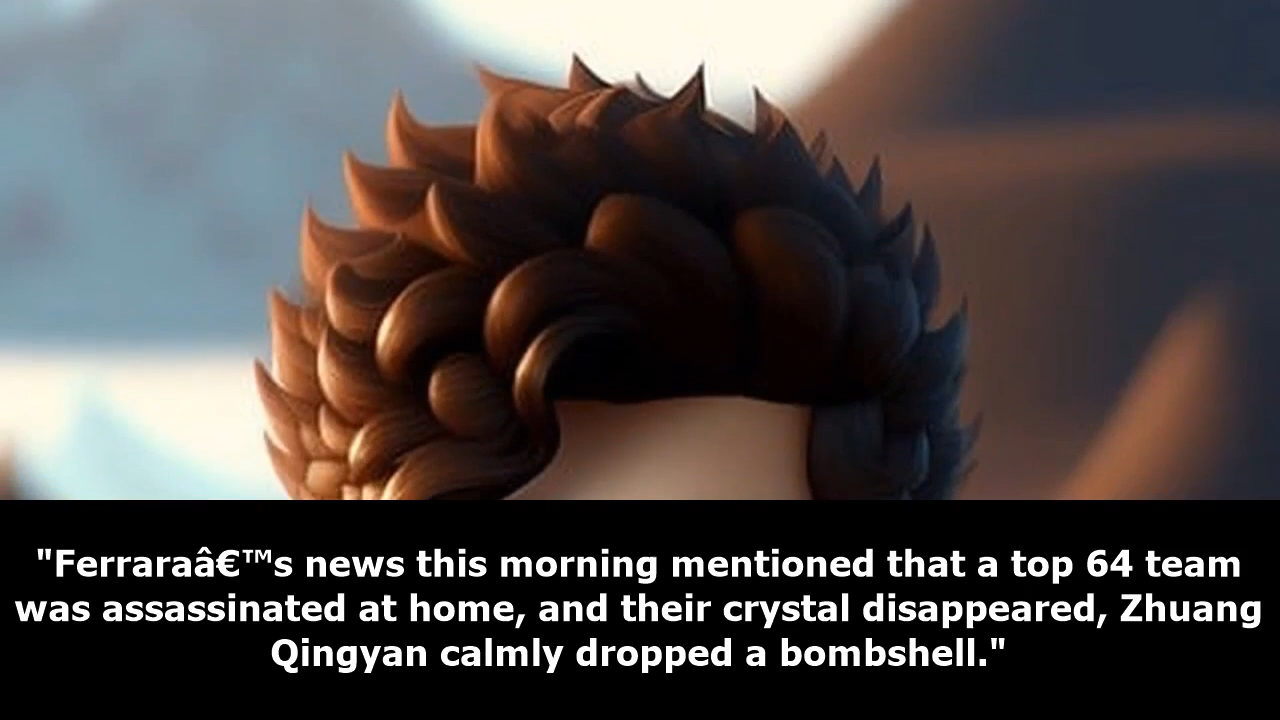 "Ferraraâ€™s news this morning mentioned that a top 64 team
was assassinated at home, and their crystal disappeared, Zhuang
Qingyan calmly dropped a bombshell."